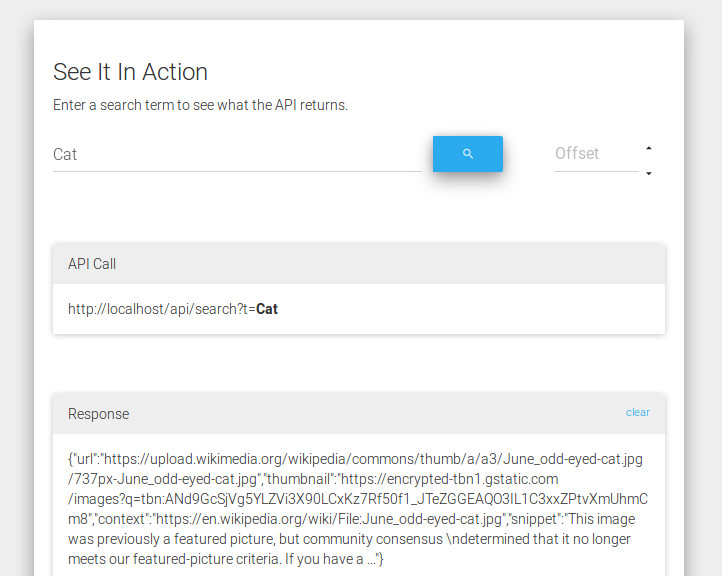 See It In Action
Enter a search term to see what the API returns.
Cat
Offset
API Call
http://localhost/api/search?t=Cat
Response
clear
{"url":"https://upload.wikimedia.org/wikipedia/commons/thumb/a/a3/June_odd-eyed-cat.jpg
/737px-June_odd-eyed-cat.jpg","thumbnail":"https://encrypted-tbn1.gstatic.com
/images?q=tbn:ANd9GcSjVg5YLZVi3X90LCxKz7Rf50f1_JTeZGGEAQO3IL1C3xxZPtvXmUhmC
m8","context":"https://en.wikipedia.org/wiki/File:June_odd-eyed-cat.jpg","snippet":"This image
was previously a featured picture, but community consensus \ndetermined that it no longer
meets our featured-picture criteria. If you have a ..."}